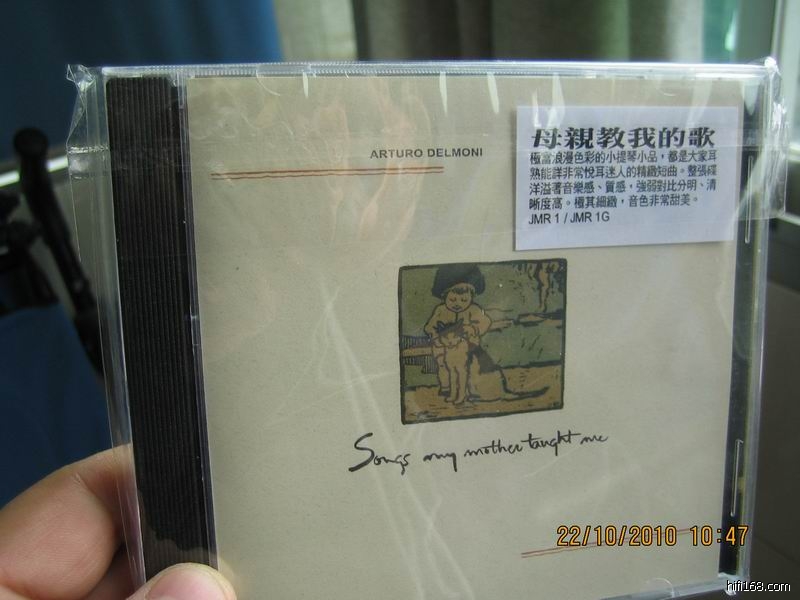 ARTURO DELMONI
母親教我的歌
極富浪漫色彩的小提琴小品，都是大家耳
熟能詳非常悅耳迷人的精緻短曲。整張碟
洋溢著音樂感、質感，強弱對比分明、清
晰度高。極其細緻，音色非常甜美。
JMR 1 / JMR 1G
Songs my mother taught me
22/10/2010 10:47
hifi168.com